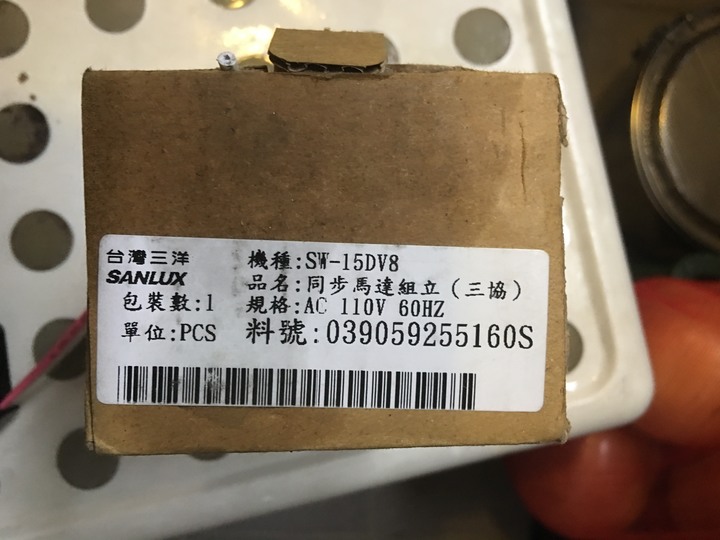 台灣三洋
SANLUX
包裝數:1
單位:PCS
機種:SW-15DV8
品名:同步馬達組立(三協)
規格:AC 110V 60HZ
料號:039059255160S